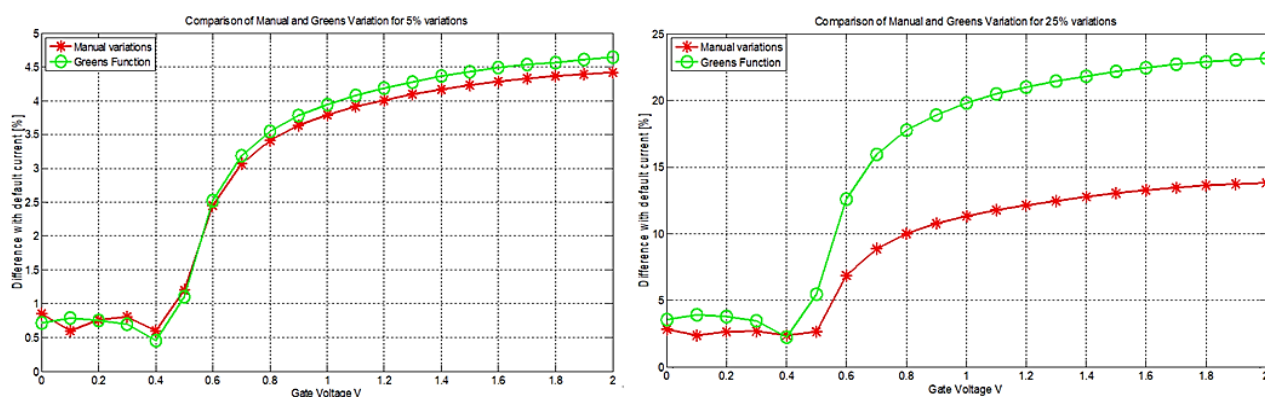 Comparison of Manual and Greens Variation for 5% variations
Difference with default current [%]
5
4.5
4
3.5
3
2.5
2
1.5
1
0.5
0
Manual variations
Greens Function
0 0.2 0.4 0.6 0.8 1 1.2 1.4 1.6 1.8 2
Gate Voltage V
Comparison of Manual and Greens Variation for 25% variations
Difference with default current [%]
25
20
15
10
5
0
Manual variations
Greens Function
0 0.2 0.4 0.6 0.8 1 1.2 1.4 1.6 1.8 2
Gate Voltage V